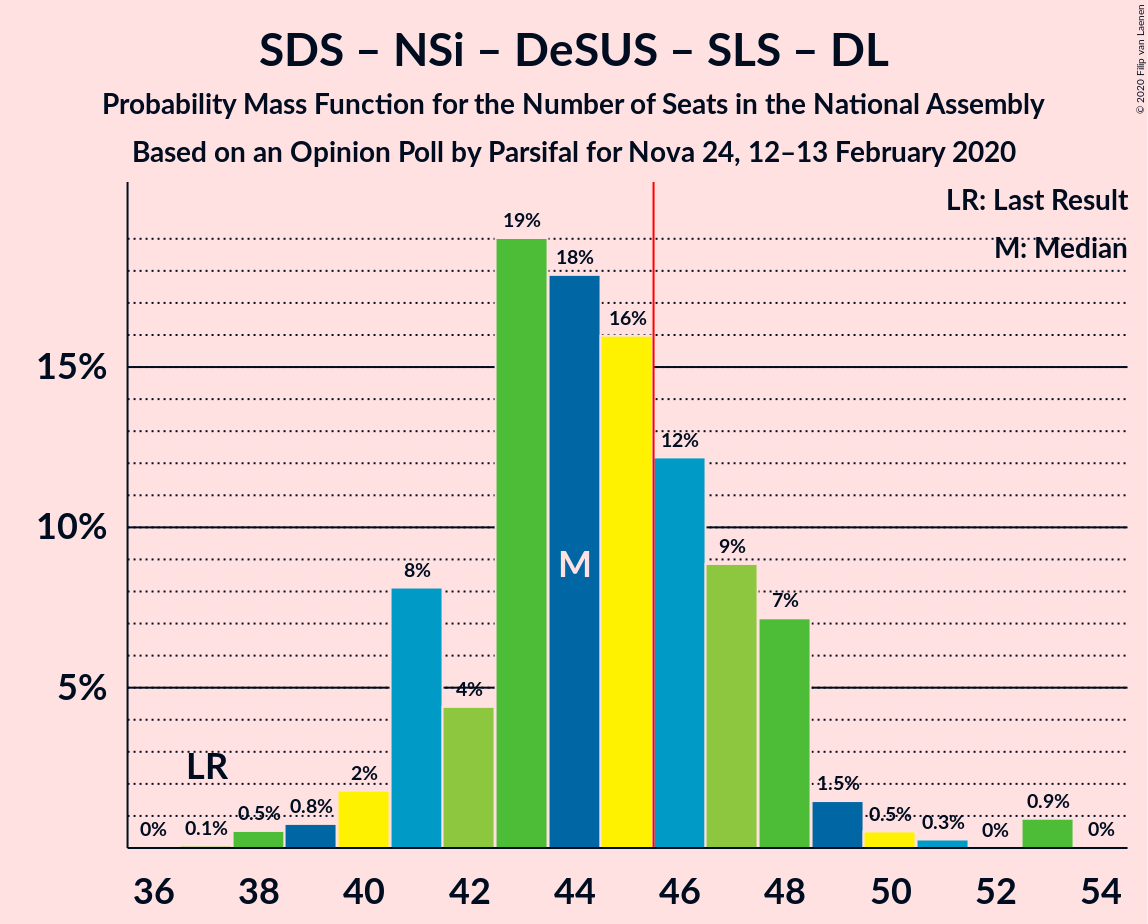 SDS – NSi – DeSUS – SLS – DL
Probability Mass Function for the Number of Seats in the National Assembly
Based on an Opinion Poll by Parsifal for Nova 24, 12–13 February 2020
© 2020 Filip van Laenen
LR: Last Result
M: Median
15%
10%
5%
0%
0.1%
0.5%
0.8%
2%
8%
4%
19%
18%
16%
12%
9%
7%
1.5%
0.5%
0.3%
0%
0.9%
0%
LR
M
36 38 40 42 44 46 48 50 52 54